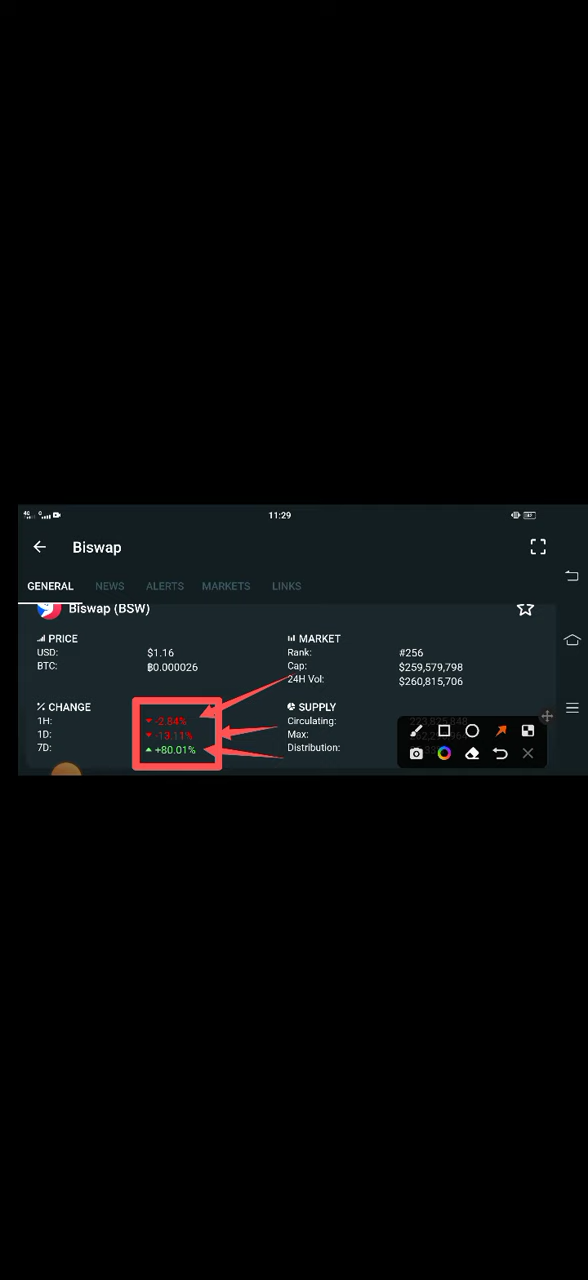 11:29
Biswap
GENERAL NEWS ALERTS MARKETS LINKS
Biswap (BSW)
PRICE
USD: $1.16
BTC: ₿0.000026
MARKET
Rank: #256
Cap: $259,579,798
24H Vol: $260,815,706
CHANGE
1H: -2.84%
1D: -13.11%
7D: +80.01%
SUPPLY
Circulating:
Max:
Distribution: